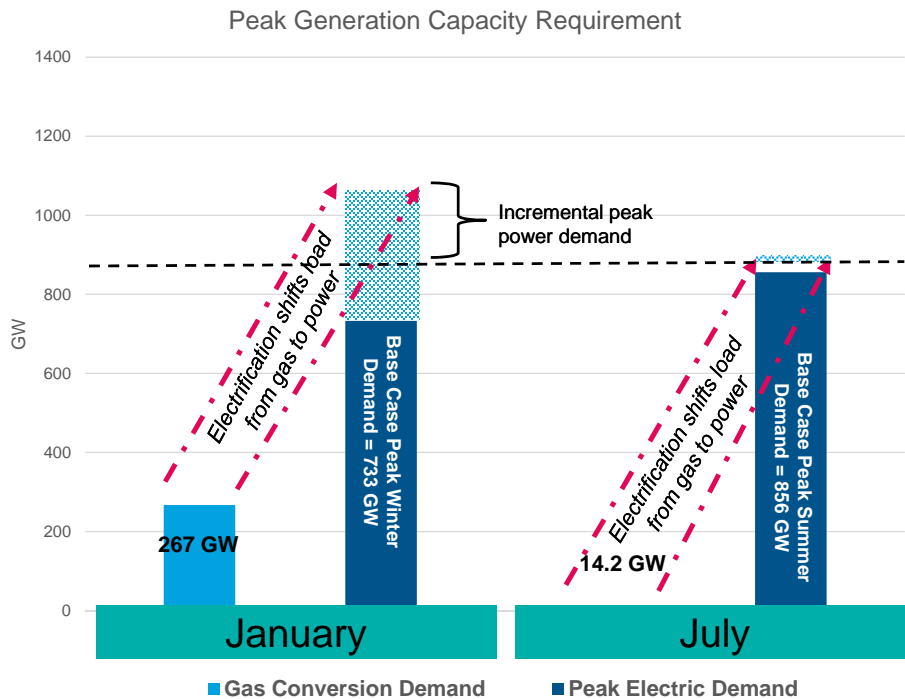 Peak Generation Capacity Requirement
1400
1200
1000
800
600
400
200
0
GW
Electrification shifts load
from gas to power
267 GW
Base Case Peak Winter
Demand = 733 GW
Incremental peak
power demand
Electrification shifts load
from gas to power
14.2 GW
Base Case Peak Summer
Demand = 856 GW
January
July
Gas Conversion Demand
Peak Electric Demand